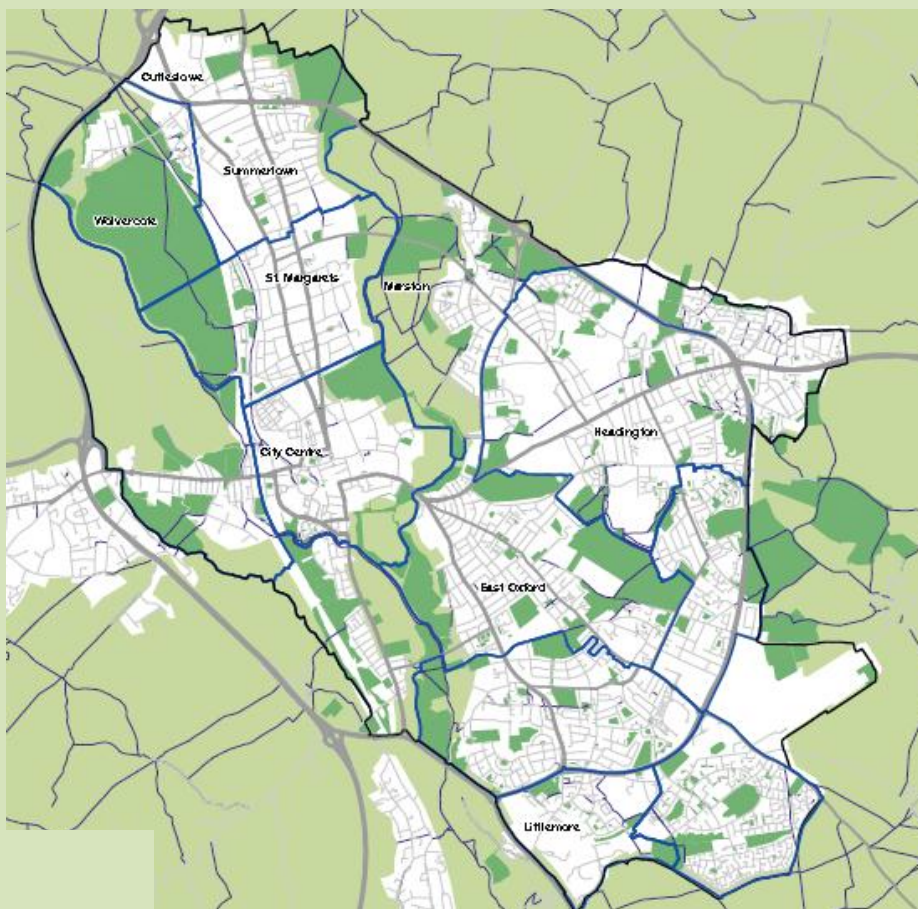 Cutteslowe
Summertown
Wolvercote
St Margarets
Marston
Headington
City Centre
East Oxford
Littlemore